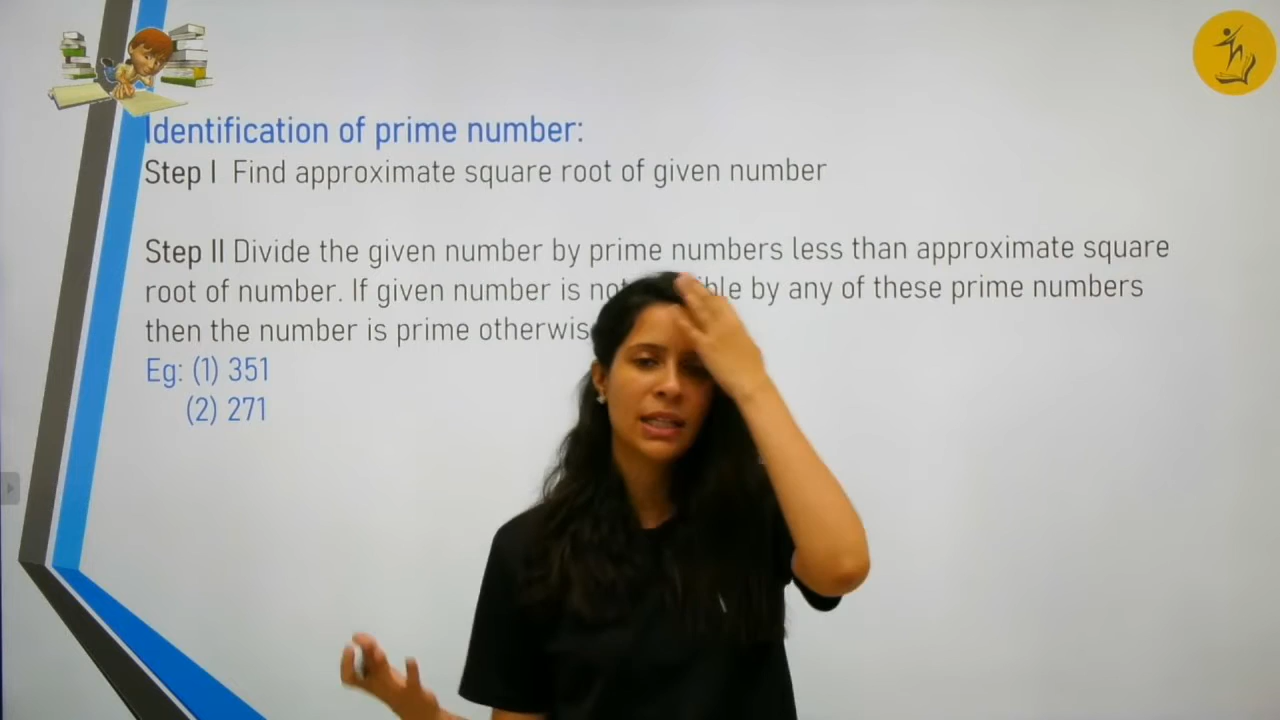 Identification of prime number:
Step I Find approximate square root of given number
Step II Divide the given number by prime numbers less than approximate square
root of number. If given number is by any of these prime numbers
then the number is prime
Eg: (1) 351
(2) 271